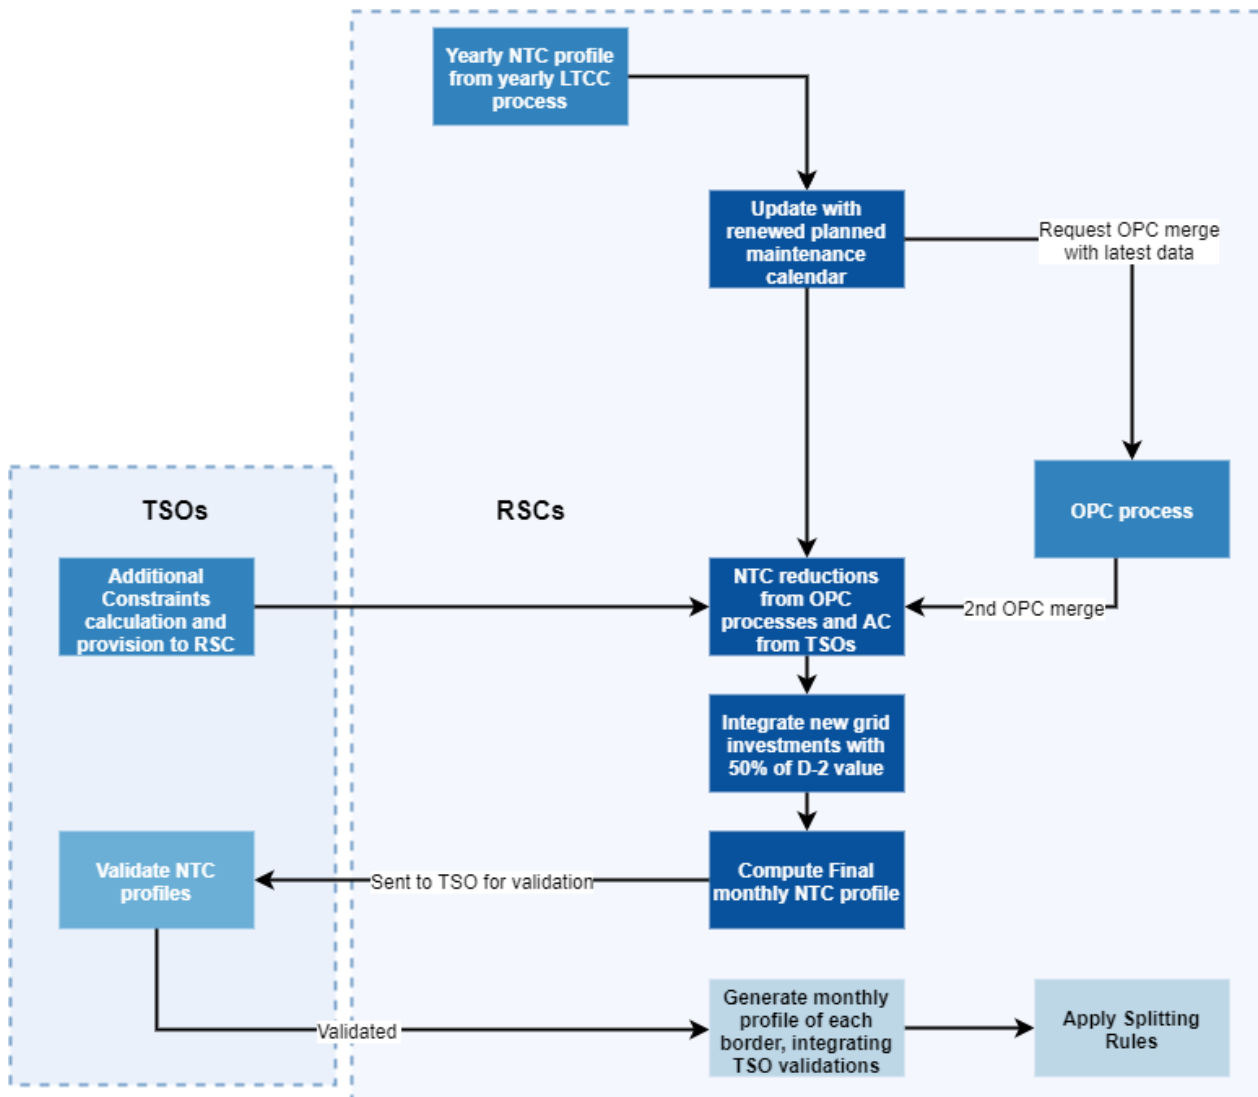 Yearly NTC profile
from yearly LTCC
process
Update with
renewed planned
maintenance
calendar
Request OPC merge
with latest data
OPC process
TSOs
RSCs
Additional
Constraints
calculation and
provision to RSC
NTC reductions
from OPC
processes and AC
from TSOs
2nd OPC merge
Integrate new grid
investments with
50% of D-2 value
Validate NTC
profiles
Sent to TSO for validation
Compute Final
monthly NTC profile
Validated
Generate monthly
profile of each
border, integrating
TSO validations
Apply Splitting
Rules